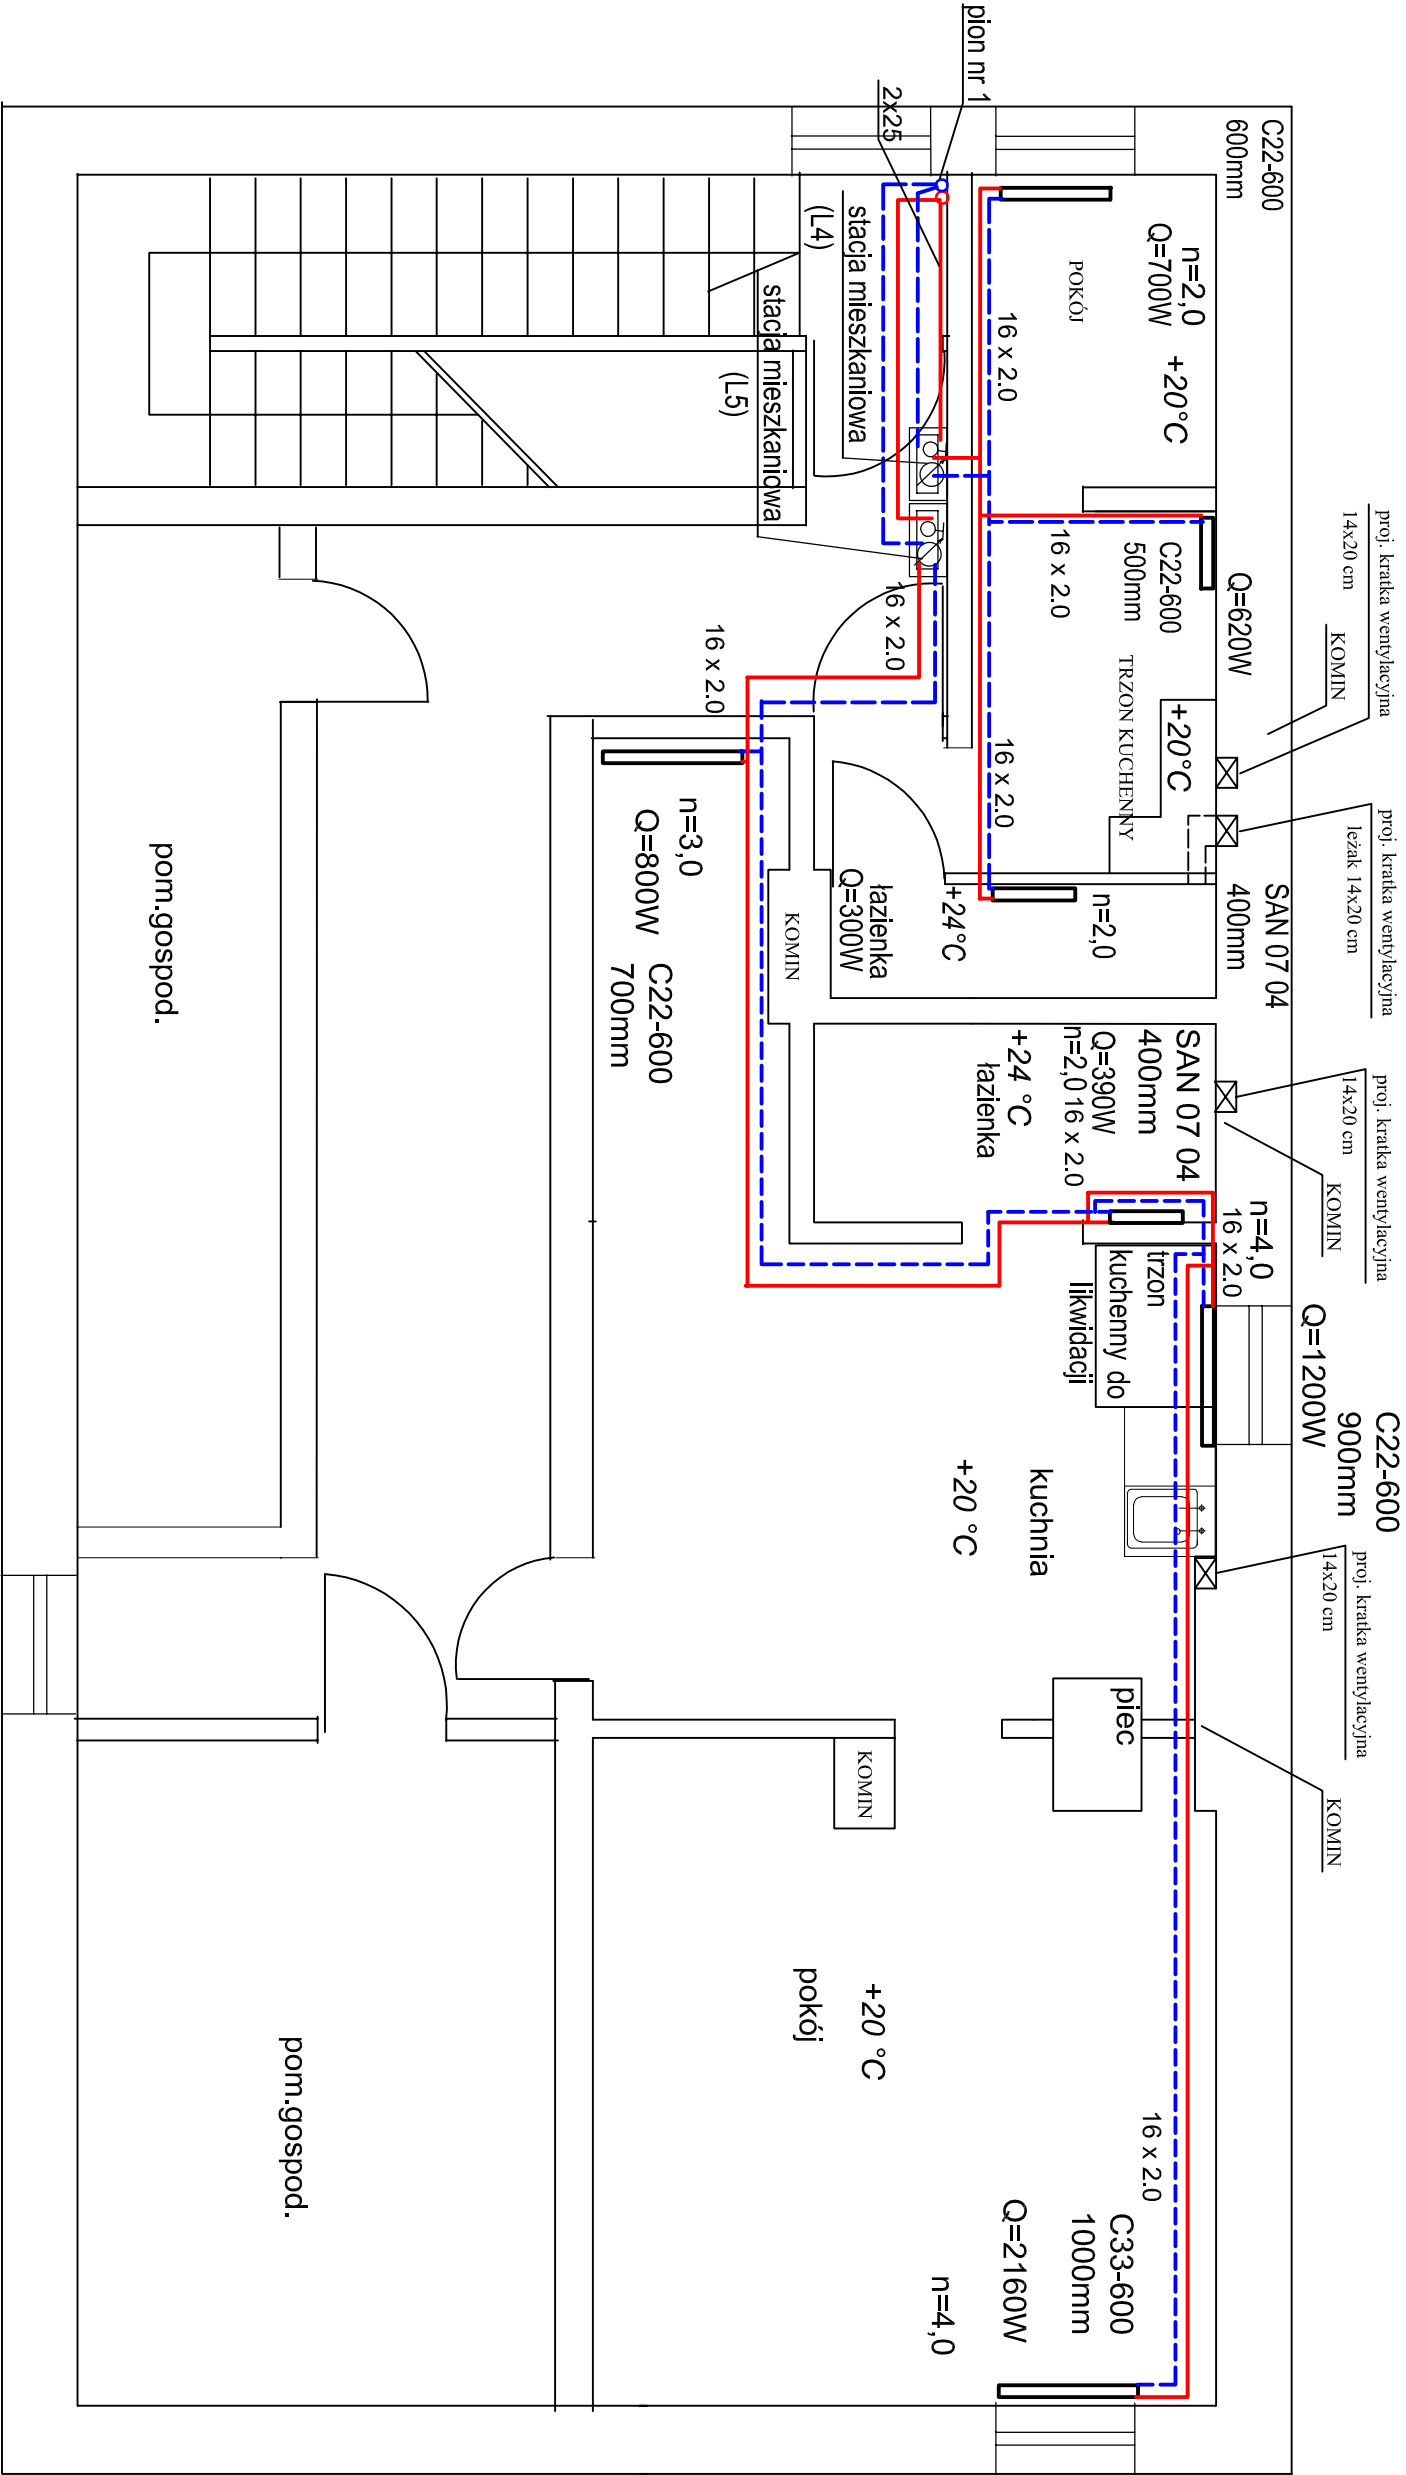 pion nr 1
2x25
C22-600
600mm
n=2,0
Q=700W
+20°C
POKÓJ
16 x 2.0
stacja mieszkaniowa
(L4)
stacja mieszkaniowa
(L5)
proj. kratka wentylacyjna
14x20 cm
KOMIN
Q=620W
C22-600
500mm
16 x 2.0
TRZON KUCHENNY
+20°C
16 x 2.0
16 x 2.0
16 x 2.0
proj. kratka wentylacyjna
leżak 14x20 cm
SAN 07 04
400mm
n=2,0
+24°C
łazienka
Q=300W
KOMIN
n=3,0
Q=800W
C22-600
700mm
pom.gospod.
proj. kratka wentylacyjna
14x20 cm
KOMIN
SAN 07 04
400mm
Q=390W
n=2,0 16 x 2.0
+24 °C
łazienka
n=4,0
16 x 2.0
Q=1200W
C22-600
900mm
trzon
kuchenny do
likwidacji
kuchnia
+20 °C
proj. kratka wentylacyjna
14x20 cm
KOMIN
piec
KOMIN
+20 °C
pokój
16 x 2.0
C33-600
1000mm
Q=2160W
n=4,0
pom.gospod.